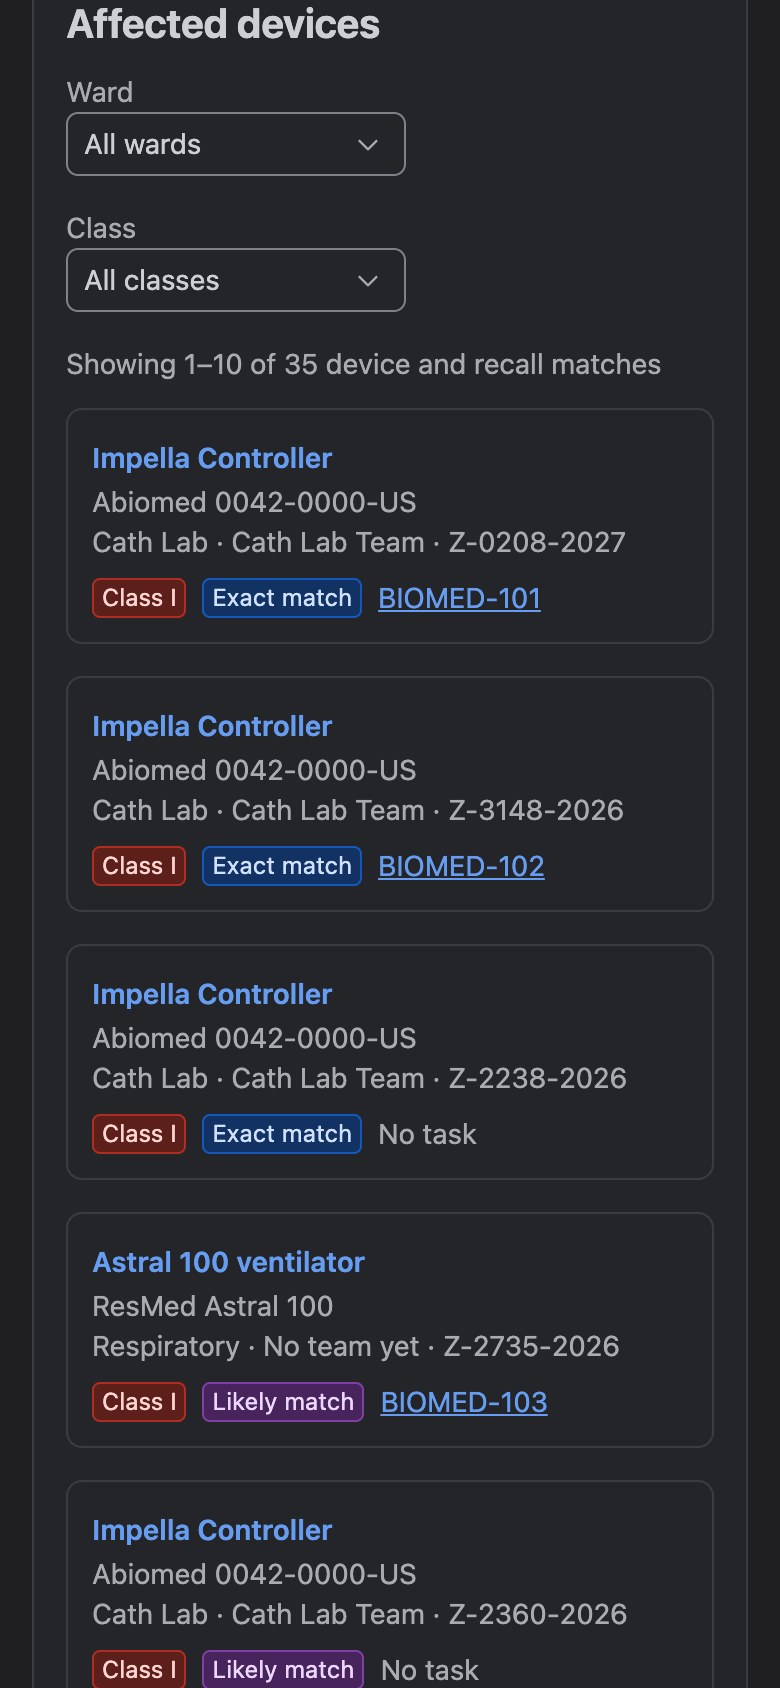 Affected devices
Ward
All wards
Class
All classes
Showing 1–10 of 35 device and recall matches
Impella Controller
Abiomed 0042-0000-US
Cath Lab · Cath Lab Team · Z-0208-2027
Class I Exact match BIOMED-101
Impella Controller
Abiomed 0042-0000-US
Cath Lab · Cath Lab Team · Z-3148-2026
Class I Exact match BIOMED-102
Impella Controller
Abiomed 0042-0000-US
Cath Lab · Cath Lab Team · Z-2238-2026
Class I Exact match No task
Astral 100 ventilator
ResMed Astral 100
Respiratory · No team yet · Z-2735-2026
Class I Likely match BIOMED-103
Impella Controller
Abiomed 0042-0000-US
Cath Lab · Cath Lab Team · Z-2360-2026
Class I Likely match No task